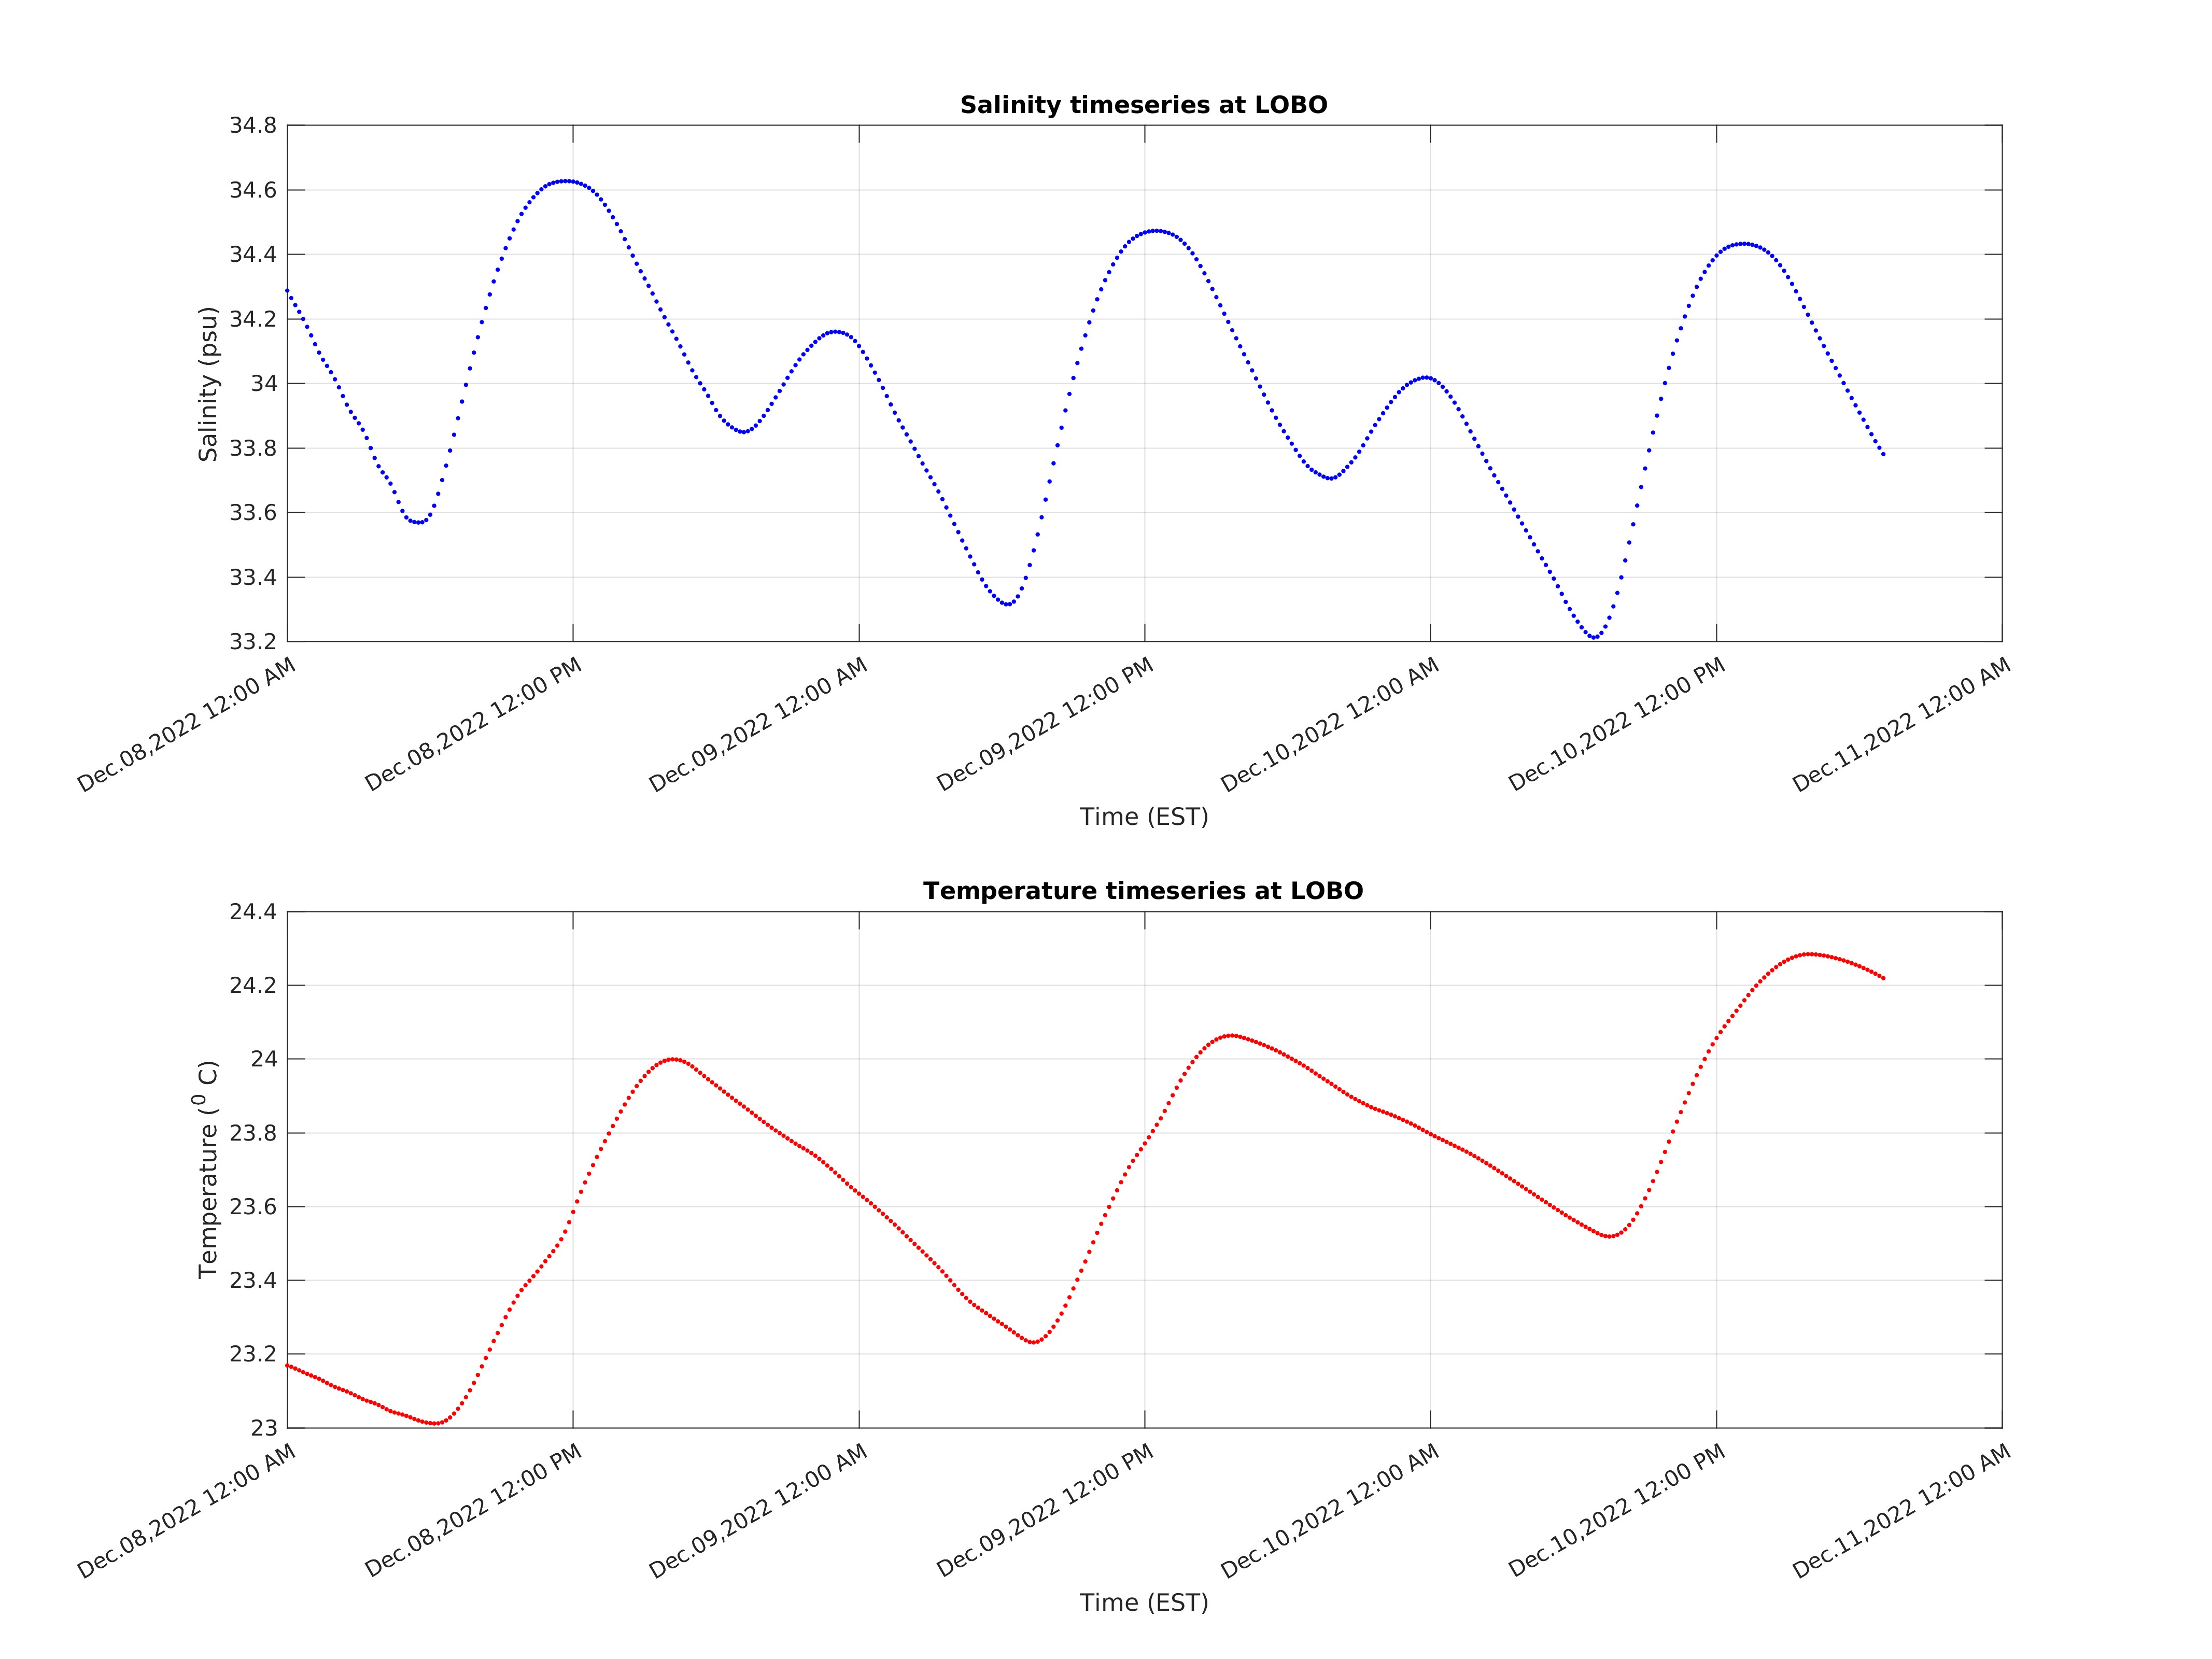 Salinity timeseries at LOBO
Salinity (psu)
34.8
34.6
34.4
34.2
34
33.8
33.6
33.4
33.2
Dec.08,2022 12:00 AM
Dec.08,2022 12:00 PM
Dec.09,2022 12:00 AM
Dec.09,2022 12:00 PM
Dec.10,2022 12:00 AM
Dec.10,2022 12:00 PM
Dec.11,2022 12:00 AM
Time (EST)
Temperature timeseries at LOBO
Temperature (⁰ C)
24.4
24.2
24
23.8
23.6
23.4
23.2
23
Dec.08,2022 12:00 AM
Dec.08,2022 12:00 PM
Dec.09,2022 12:00 AM
Dec.09,2022 12:00 PM
Dec.10,2022 12:00 AM
Dec.10,2022 12:00 PM
Dec.11,2022 12:00 AM
Time (EST)